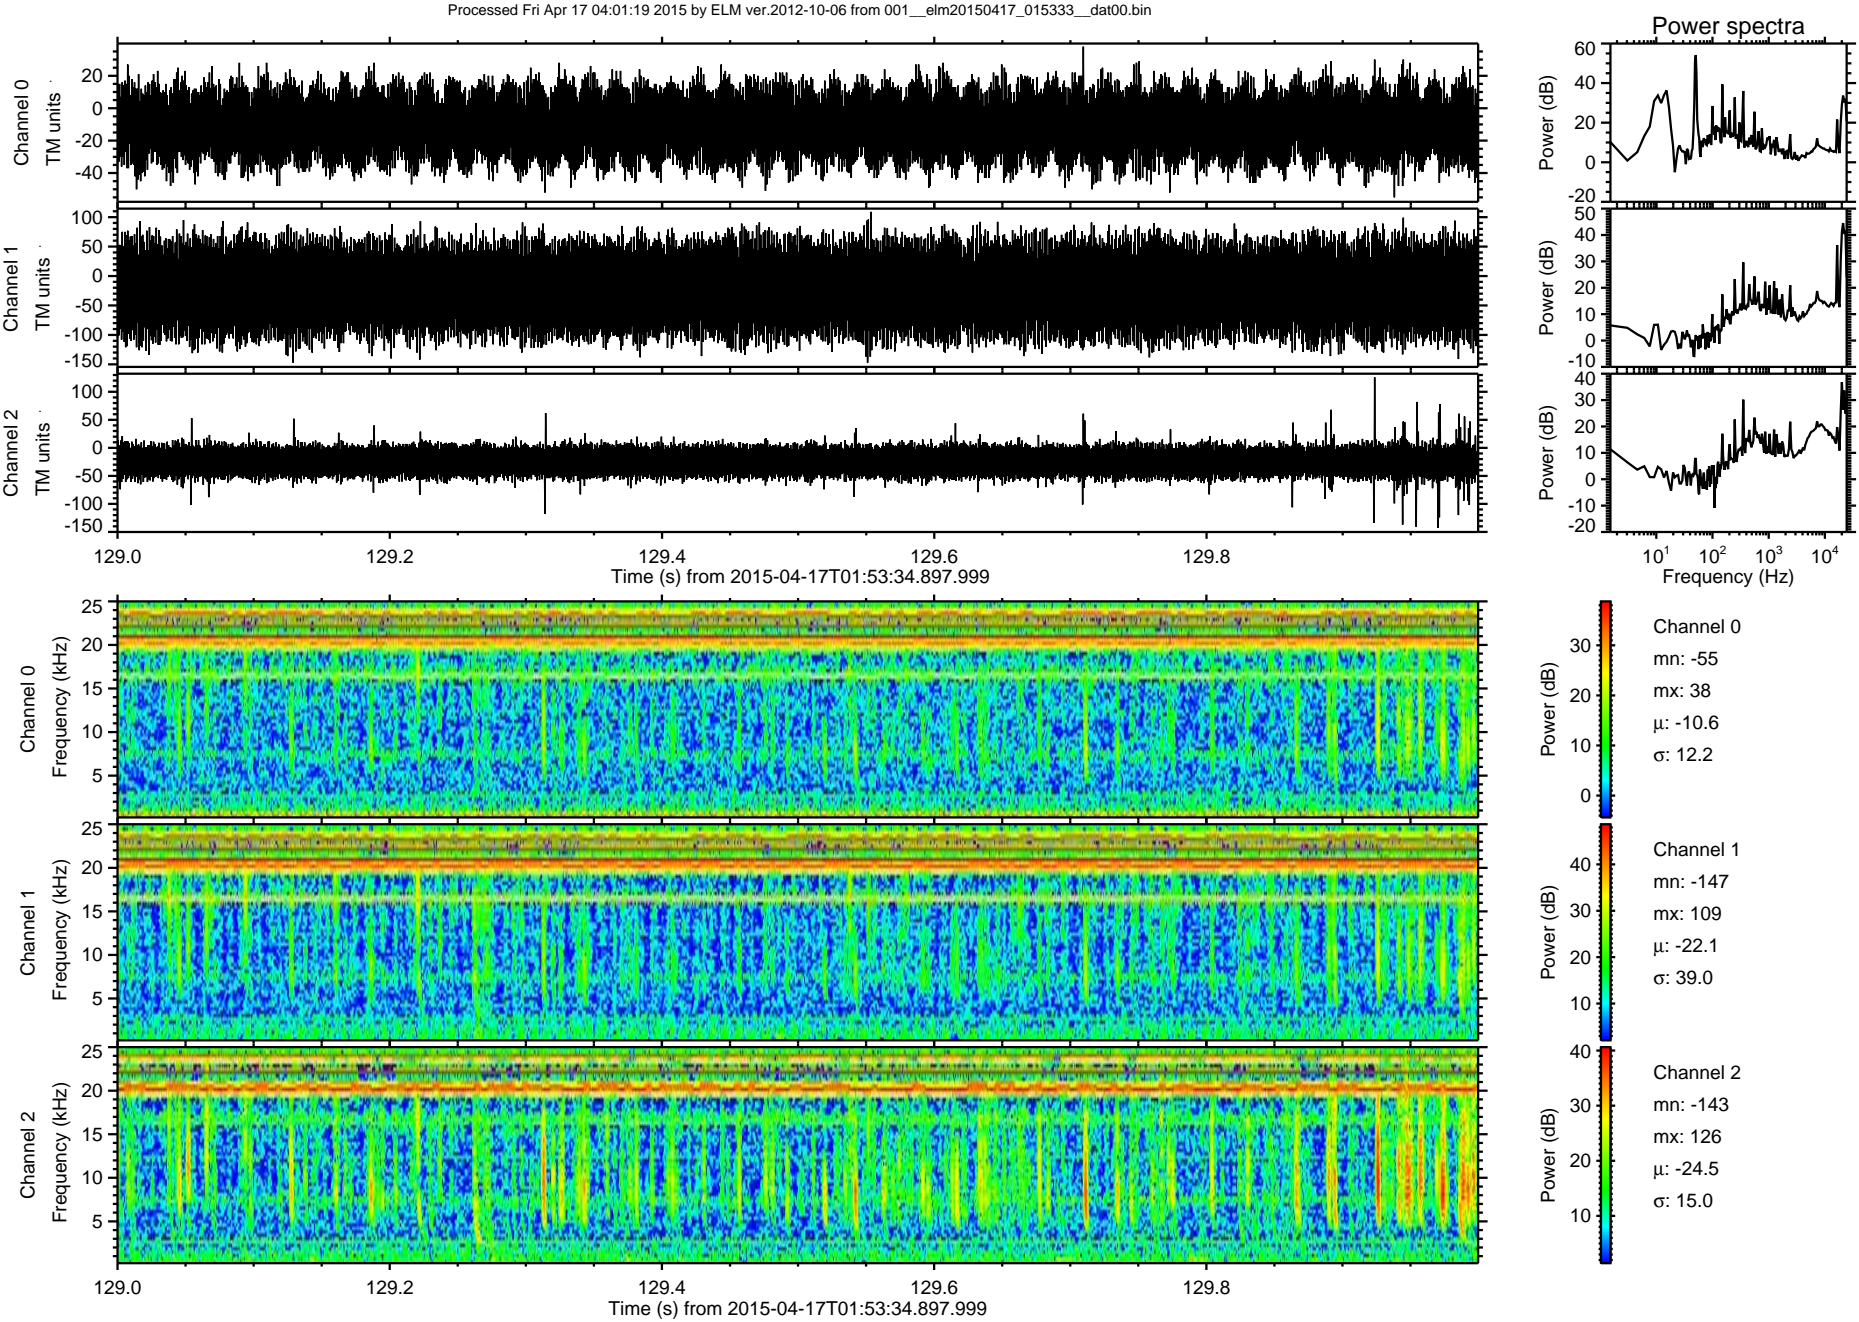 Processed Fri Apr 17 04:01:19 2015 by ELM ver.2012-10-06 from 001__elm20150417_015333__dat00.bin
Power spectra
Channel 0
TM units
20
0
-20
-40
Power (dB)
60
40
20
0
-20
Channel 1
TM units
100
50
0
-50
-100
-150
Power (dB)
50
40
30
20
10
0
-10
Channel 2
TM units
100
50
0
-50
-100
-150
Power (dB)
40
30
20
10
0
-10
-20
129.0 129.2 129.4 129.6 129.8
Time (s) from 2015-04-17T01:53:34.897.999
10¹ 10² 10³ 10⁴
Frequency (Hz)
Channel 0
Frequency (kHz)
25
20
15
10
5
Power (dB)
30
20
10
0
Channel 0
mn: -55
mx: 38
μ: -10.6
σ: 12.2
Channel 1
Frequency (kHz)
25
20
15
10
5
Power (dB)
40
30
20
10
Channel 1
mn: -147
mx: 109
μ: -22.1
σ: 39.0
Channel 2
Frequency (kHz)
25
20
15
10
5
Power (dB)
40
30
20
10
Channel 2
mn: -143
mx: 126
μ: -24.5
σ: 15.0
129.0 129.2 129.4 129.6 129.8
Time (s) from 2015-04-17T01:53:34.897.999